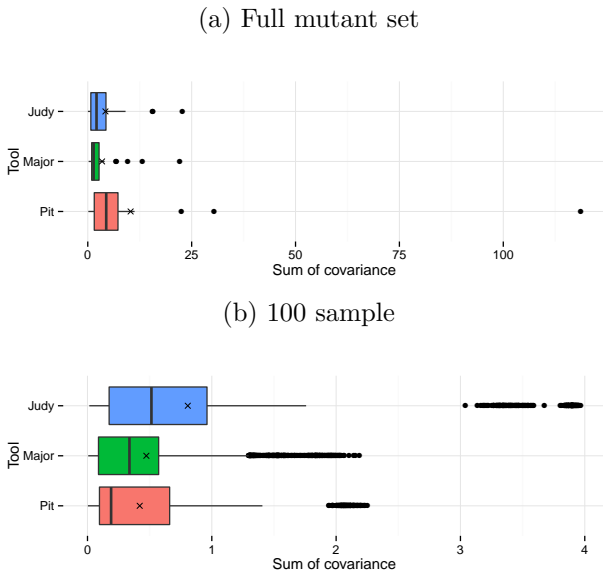 (a) Full mutant set
Judy
Major
Pit
Tool
0 25 50 75 100
Sum of covariance
(b) 100 sample
Judy
Major
Pit
Tool
0 1 2 3 4
Sum of covariance